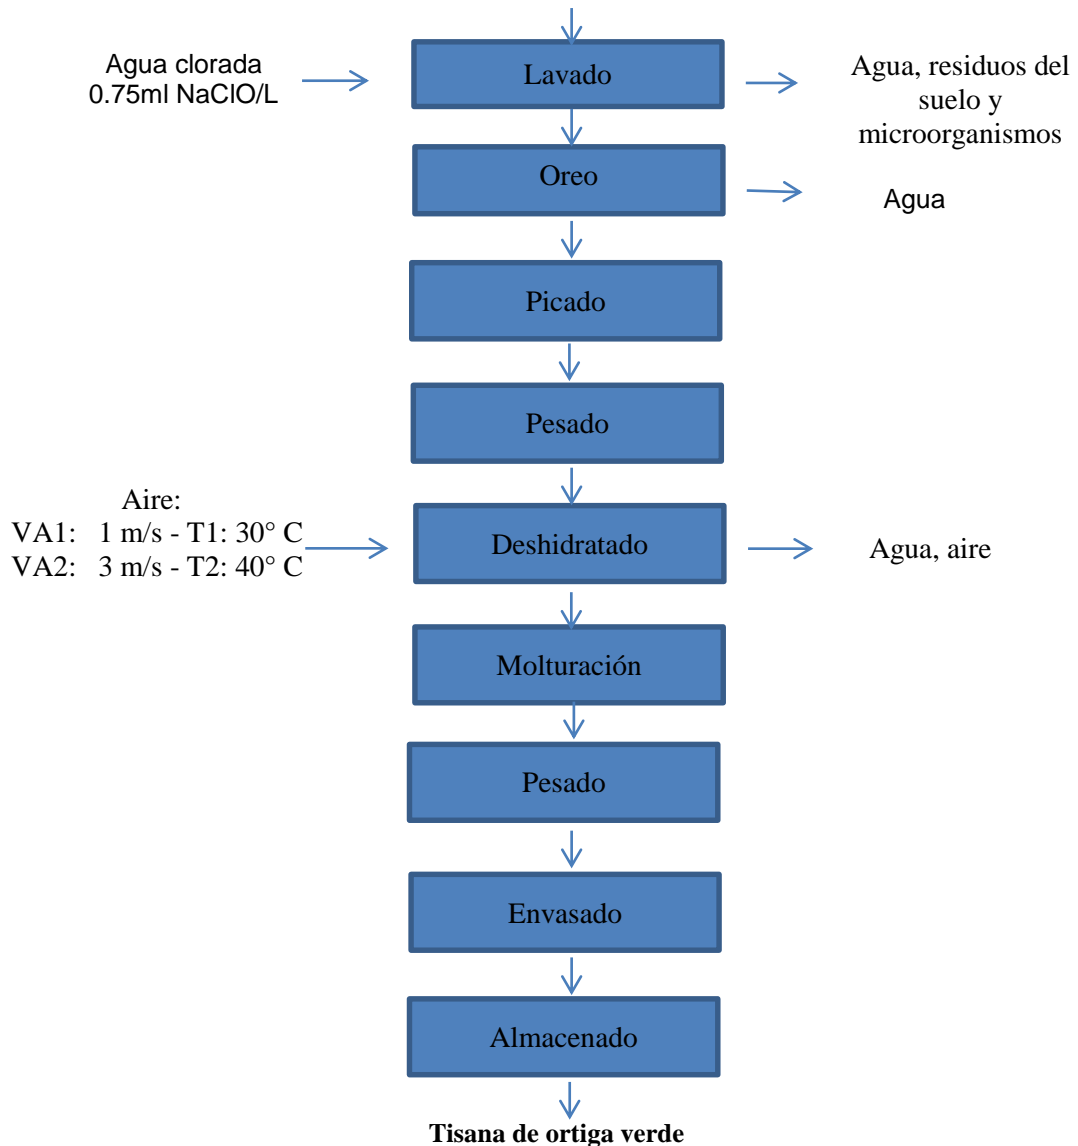 Agua clorada
0.75ml NaClO/L
Lavado
Agua, residuos del
suelo y
microorganismos
Oreo
Agua
Picado
Pesado
Aire:
VA1: 1 m/s - T1: 30° C
VA2: 3 m/s - T2: 40° C
Deshidratado
Agua, aire
Molturación
Pesado
Envasado
Almacenado
Tisana de ortiga verde